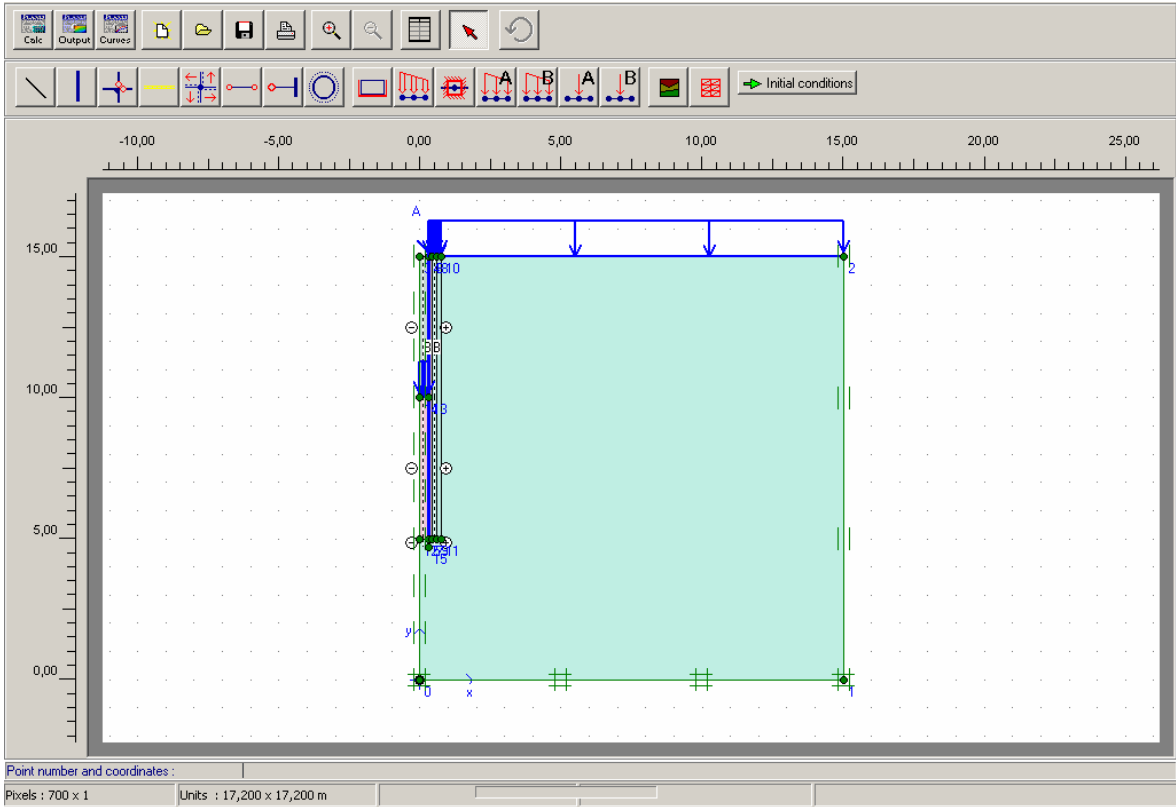 Calc Output Curves
A B A B Initial conditions
-10,00 -5,00 0,00 5,00 10,00 15,00 20,00 25,00
A
15,00
10 2
B B
10,00
13
5,00
11
15
y
0,00
0 x 1
Point number and coordinates :
Pixels : 700 x 1 Units : 17,200 x 17,200 m